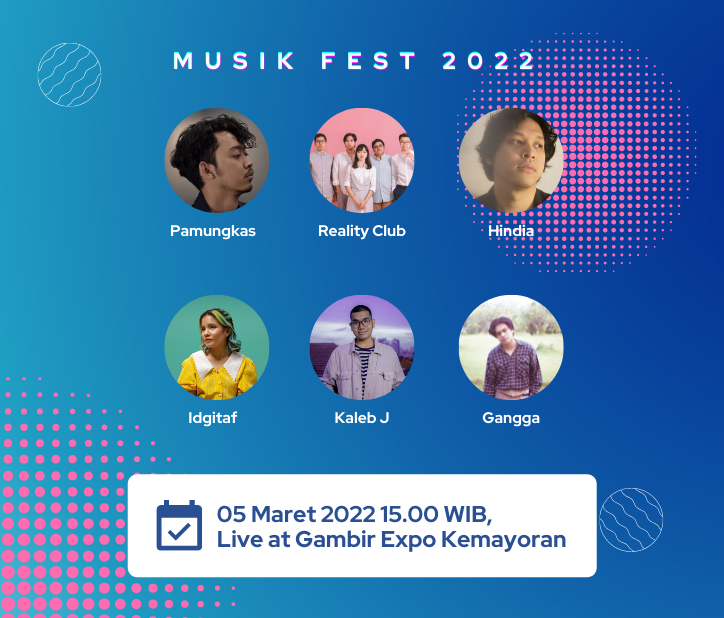 MUSIK FEST 2022
Pamungkas
Reality Club
Hindia
Idgitaf
Kaleb J
Gangga
05 Maret 2022 15.00 WIB,
Live at Gambir Expo Kemayoran